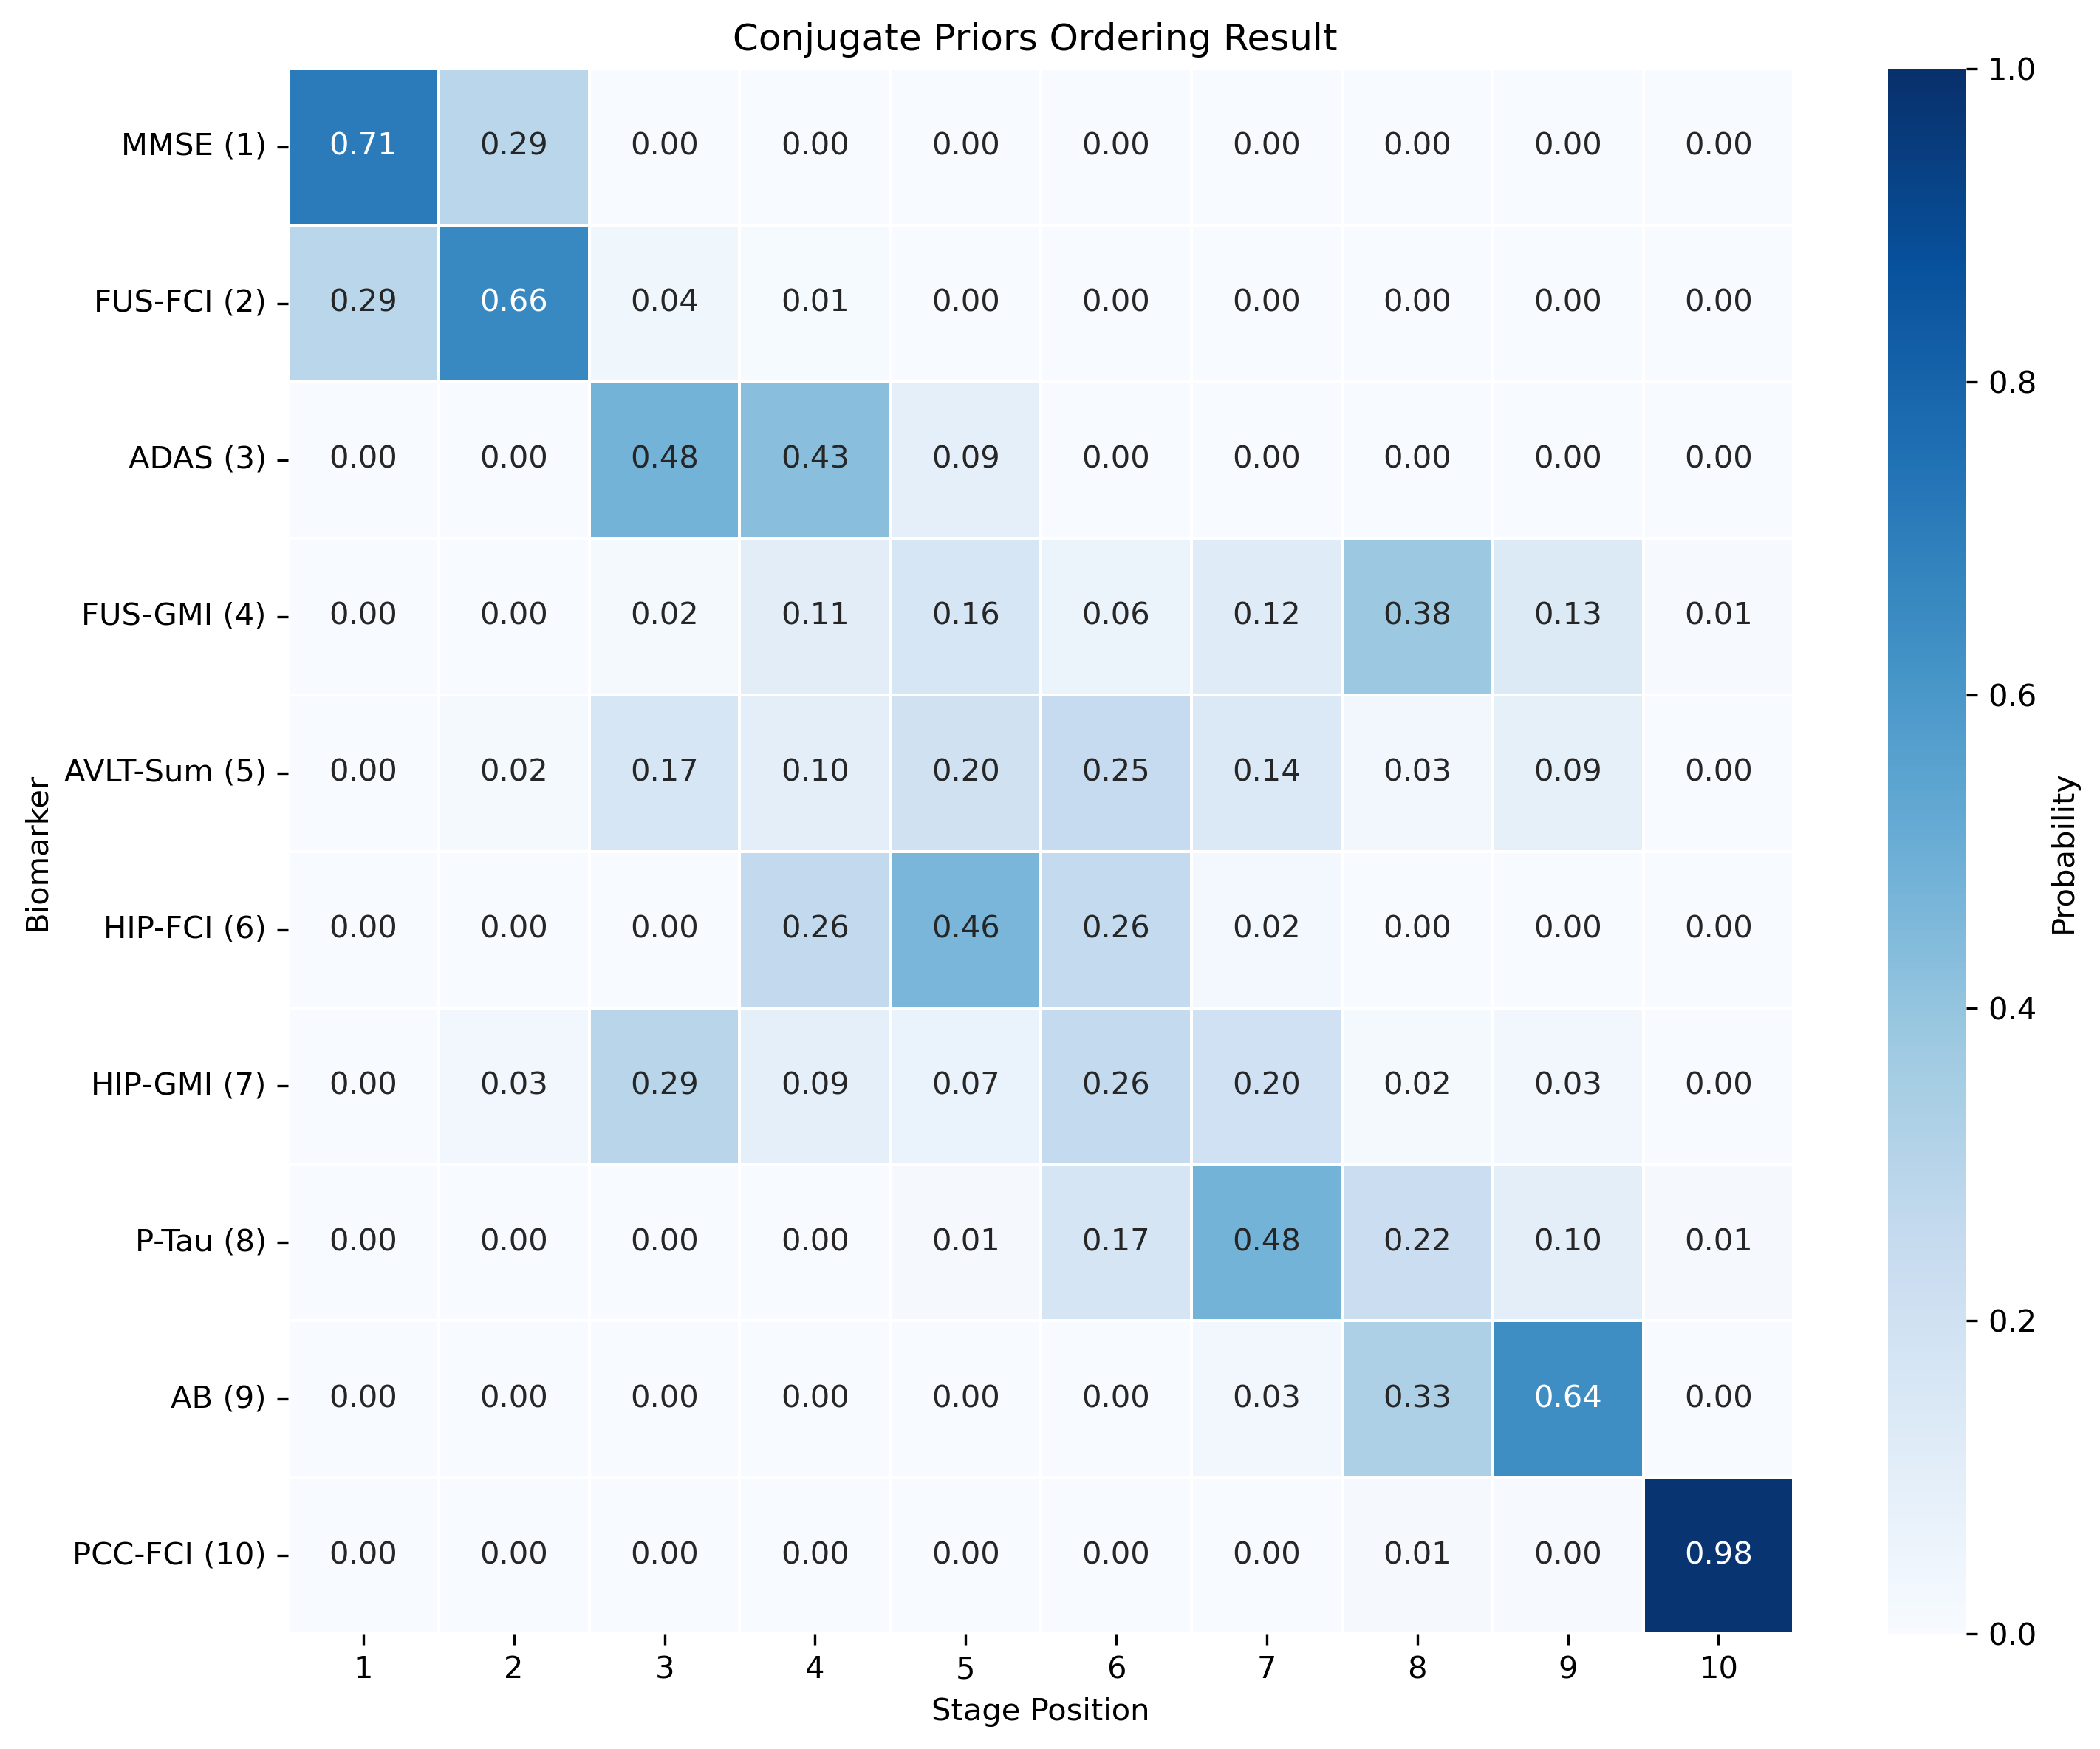 Conjugate Priors Ordering Result
MMSE (1) 0.71 0.29 0.00 0.00 0.00 0.00 0.00 0.00 0.00 0.00
FUS-FCI (2) 0.29 0.66 0.04 0.01 0.00 0.00 0.00 0.00 0.00 0.00
ADAS (3) 0.00 0.00 0.48 0.43 0.09 0.00 0.00 0.00 0.00 0.00
FUS-GMI (4) 0.00 0.00 0.02 0.11 0.16 0.06 0.12 0.38 0.13 0.01
AVLT-Sum (5) 0.00 0.02 0.17 0.10 0.20 0.25 0.14 0.03 0.09 0.00
HIP-FCI (6) 0.00 0.00 0.00 0.26 0.46 0.26 0.02 0.00 0.00 0.00
HIP-GMI (7) 0.00 0.03 0.29 0.09 0.07 0.26 0.20 0.02 0.03 0.00
P-Tau (8) 0.00 0.00 0.00 0.00 0.01 0.17 0.48 0.22 0.10 0.01
AB (9) 0.00 0.00 0.00 0.00 0.00 0.00 0.03 0.33 0.64 0.00
PCC-FCI (10) 0.00 0.00 0.00 0.00 0.00 0.00 0.00 0.01 0.00 0.98
1 2 3 4 5 6 7 8 9 10
Stage Position
Biomarker
1.0
0.8
0.6
0.4
0.2
0.0
Probability